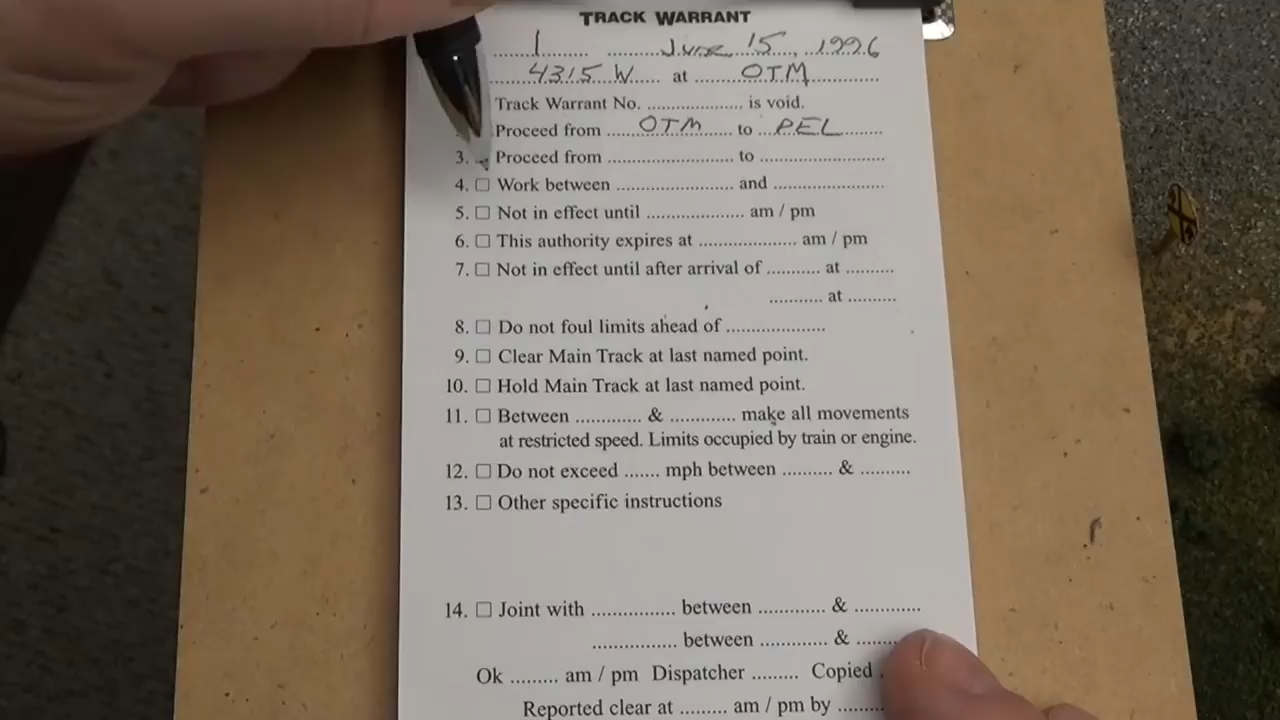 TRACK WARRANT
1 June 15, 1996
4315 W at OTM
Track Warrant No. .................... is void.
Proceed from OTM to PEL
3. Proceed from .......................... to ..........................
4. ☐ Work between ........................ and .......................
5. ☐ Not in effect until .................... am / pm
6. ☐ This authority expires at .................... am / pm
7. ☐ Not in effect until after arrival of ........... at ..........
........... at ..........
8. ☐ Do not foul limits ahead of ....................
9. ☐ Clear Main Track at last named point.
10. ☐ Hold Main Track at last named point.
11. ☐ Between ............. & ............. make all movements
at restricted speed. Limits occupied by train or engine.
12. ☐ Do not exceed ....... mph between .......... & ..........
13. ☐ Other specific instructions
14. ☐ Joint with ................. between ............. & .............
................. between ............. & ........
Ok ......... am / pm Dispatcher ......... Copied .
Reported clear at ......... am / pm by .........